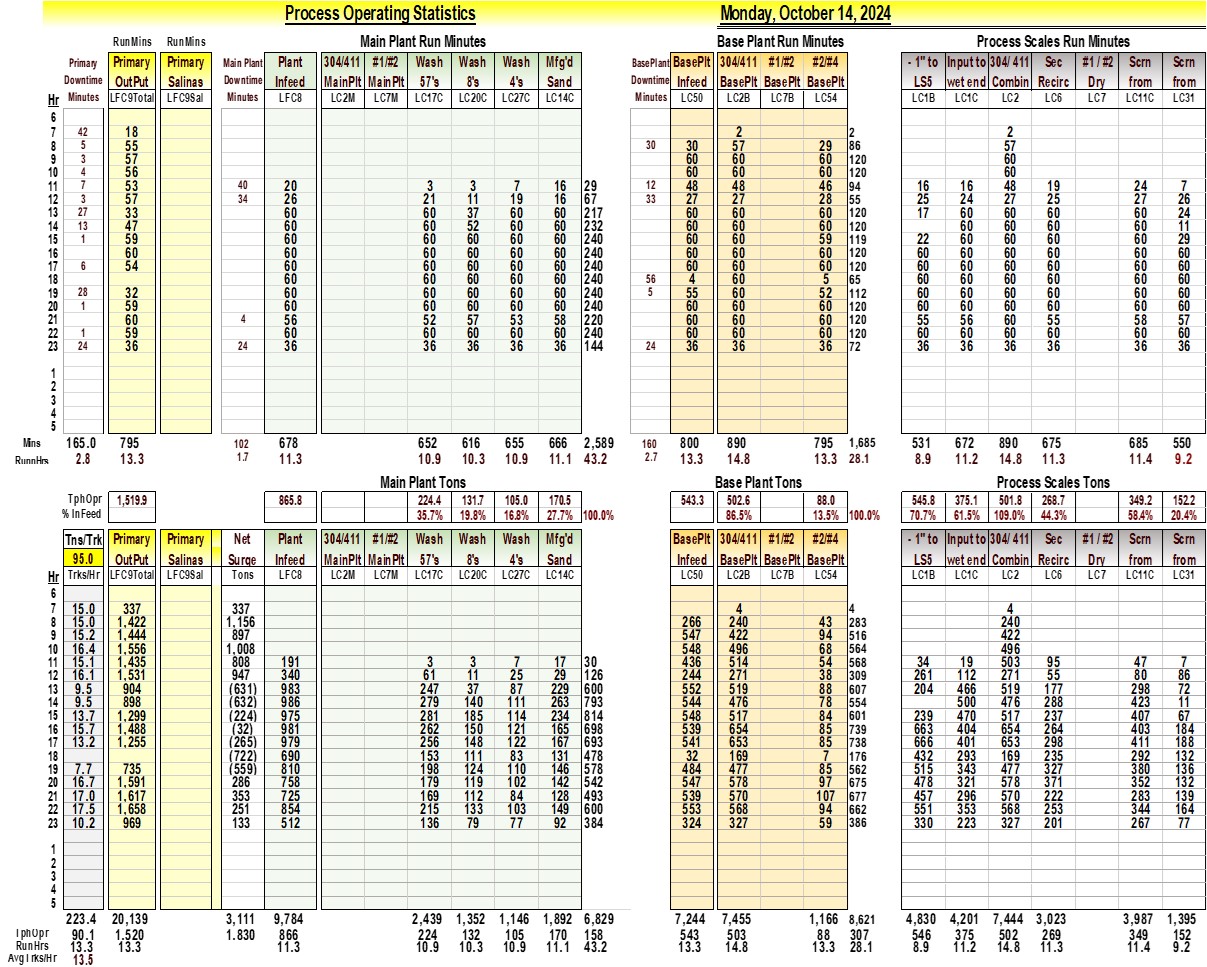 Process Operating Statistics Monday, October 14, 2024
RunMins RunMins Main Plant Run Minutes Base Plant Run Minutes Process Scales Run Minutes
Primary Primary Primary Main Plant Plant 304/411 #1/#2 Wash Wash Wash Mfg'd BasePlant BasePlt 304/411 #1/#2 #2/#4 - 1" to Input to 304/ 411 Sec #1 / #2 Scrn Scrn
Downtime OutPut Salinas Downtime Infeed MainPlt MainPlt 57's 8's 4's Sand Downtime Infeed BasePlt BasePlt BasePlt LS5 wet end Combin Recirc Dry from from
Hr Minutes LFC9Total LFC9Sal Minutes LFC8 LC2M LC7M LC17C LC20C LC27C LC14C Minutes LC50 LC2B LC7B LC54 LC1B LC1C LC2 LC6 LC7 LC11C LC31
6
7 42 18 2 2 2
8 5 55 30 30 57 29 86 57
9 3 57 60 60 60 120 60
10 4 56 60 60 60 120 60
11 7 53 40 20 3 3 7 16 29 12 48 48 46 94 16 16 48 19 24 7
12 3 57 34 26 21 11 19 16 67 33 27 27 28 55 25 24 27 25 27 26
13 27 33 60 60 37 60 60 217 60 60 60 120 17 60 60 60 60 24
14 13 47 60 60 52 60 60 232 60 60 60 120 60 60 60 60 11
15 1 59 60 60 60 60 60 240 60 60 59 119 22 60 60 60 60 29
16 60 60 60 60 60 60 240 60 60 60 120 60 60 60 60 60 60
17 6 54 60 60 60 60 60 240 60 60 60 120 60 60 60 60 60 60
18 60 60 60 60 60 240 56 4 60 5 65 60 60 60 60 60 60
19 28 32 60 60 60 60 60 240 5 55 60 52 112 60 60 60 60 60 60
20 1 59 60 60 60 60 60 240 60 60 60 120 60 60 60 60 60 60
21 60 4 56 52 57 53 58 220 60 60 60 120 55 56 60 55 58 57
22 1 59 60 60 60 60 60 240 60 60 60 120 60 60 60 60 60 60
23 24 36 24 36 36 36 36 36 144 24 36 36 36 72 36 36 36 36 36 36
1
2
3
4
5
Mins 165.0 795 102 678 652 616 655 666 2,589 160 800 890 795 1,685 531 672 890 675 685 550
RunnHrs 2.8 13.3 1.7 11.3 10.9 10.3 10.9 11.1 43.2 2.7 13.3 14.8 13.3 28.1 8.9 11.2 14.8 11.3 11.4 9.2
Main Plant Tons Base Plant Tons Process Scales Tons
TphOpr 1,519.9 865.8 224.4 131.7 105.0 170.5 543.3 502.6 88.0 545.8 375.1 501.8 268.7 349.2 152.2
% InFeed 35.7% 19.8% 16.8% 27.7% 100.0% 86.5% 13.5% 100.0% 70.7% 61.5% 109.0% 44.3% 58.4% 20.4%
Tns/Trk Primary Primary Net Plant 304/411 #1/#2 Wash Wash Wash Mfg'd BasePlt 304/411 #1/#2 #2/#4 - 1" to Input to 304/ 411 Sec #1 / #2 Scrn Scrn
95.0 OutPut Salinas Surge Infeed MainPlt MainPlt 57's 8's 4's Sand Infeed BasePlt BasePlt BasePlt LS5 wet end Combin Recirc Dry from from
Hr Trks/Hr LFC9Total LFC9Sal Tons LFC8 LC2M LC7M LC17C LC20C LC27C LC14C LC50 LC2B LC7B LC54 LC1B LC1C LC2 LC6 LC7 LC11C LC31
6
7 15.0 337 337 4 4 4
8 15.0 1,422 1,156 266 240 43 283 240
9 15.2 1,444 897 547 422 94 516 422
10 16.4 1,556 1,008 548 496 68 564 496
11 15.1 1,435 808 191 3 3 7 17 30 436 514 54 568 34 19 503 95 47 7
12 16.1 1,531 947 340 61 11 25 29 126 244 271 38 309 261 112 271 55 80 86
13 9.5 904 (631) 983 247 37 87 229 600 552 519 88 607 204 466 519 177 298 72
14 9.5 898 (632) 986 279 140 111 263 793 544 476 78 554 500 476 288 423 11
15 13.7 1,299 (224) 975 281 185 114 234 814 548 517 84 601 239 470 517 237 407 67
16 15.7 1,488 (32) 981 262 150 121 165 698 539 654 85 739 663 404 654 264 403 184
17 13.2 1,255 (265) 979 256 148 122 167 693 541 653 85 738 666 401 653 298 411 188
18 (722) 690 153 111 83 131 478 32 169 7 176 432 293 169 235 292 132
19 7.7 735 (559) 810 198 124 110 146 578 484 477 85 562 515 343 477 327 380 136
20 16.7 1,591 286 758 179 119 102 142 542 547 578 97 675 478 321 578 371 352 132
21 17.0 1,617 353 725 169 112 84 128 493 539 570 107 677 457 296 570 222 283 139
22 17.5 1,658 251 854 215 133 103 149 600 553 568 94 662 551 353 568 253 344 164
23 10.2 969 133 512 136 79 77 92 384 324 327 59 386 330 223 327 201 267 77
1
2
3
4
5
223.4 20,139 3,111 9,784 2,439 1,352 1,146 1,892 6,829 7,244 7,455 1,166 8,621 4,830 4,201 7,444 3,023 3,987 1,395
TphOpr 90.1 1,520 1.830 866 224 132 105 170 158 543 503 88 307 546 375 502 269 349 152
RunHrs 13.3 13.3 11.3 10.9 10.3 10.9 11.1 43.2 13.3 14.8 13.3 28.1 8.9 11.2 14.8 11.3 11.4 9.2
Avg Trks/Hr 13.5